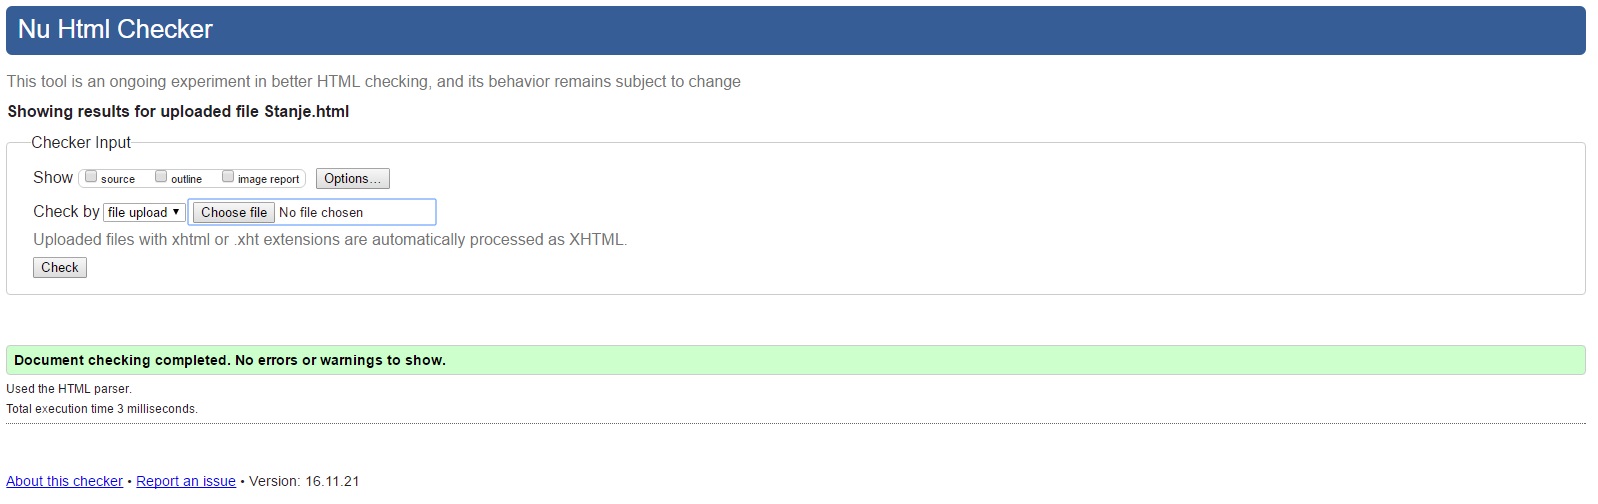 Nu Html Checker
This tool is an ongoing experiment in better HTML checking, and its behavior remains subject to change
Showing results for uploaded file Stanje.html
Checker Input
Show source outline image report Options...
Check by file upload Choose file No file chosen
Uploaded files with xhtml or .xht extensions are automatically processed as XHTML.
Check
Document checking completed. No errors or warnings to show.
Used the HTML parser.
Total execution time 3 milliseconds.
About this checker • Report an issue • Version: 16.11.21